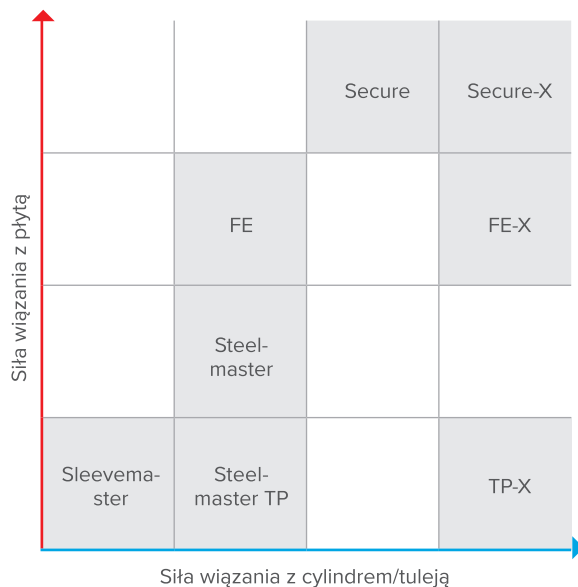 Siła wiązania z płytą
Secure
Secure-X
FE
FE-X
Steel-
master
Sleevema-
ster
Steel-
master TP
TP-X
Siła wiązania z cylindrem/tuleją